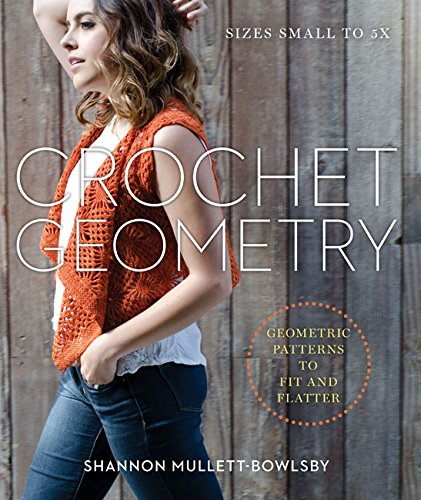 SIZES SMALL TO 5X
CROCHET
GEOMETRY
GEOMETRIC
PATTERNS
TO
FIT AND
FLATTER
SHANNON MULLETT-BOWLSBY